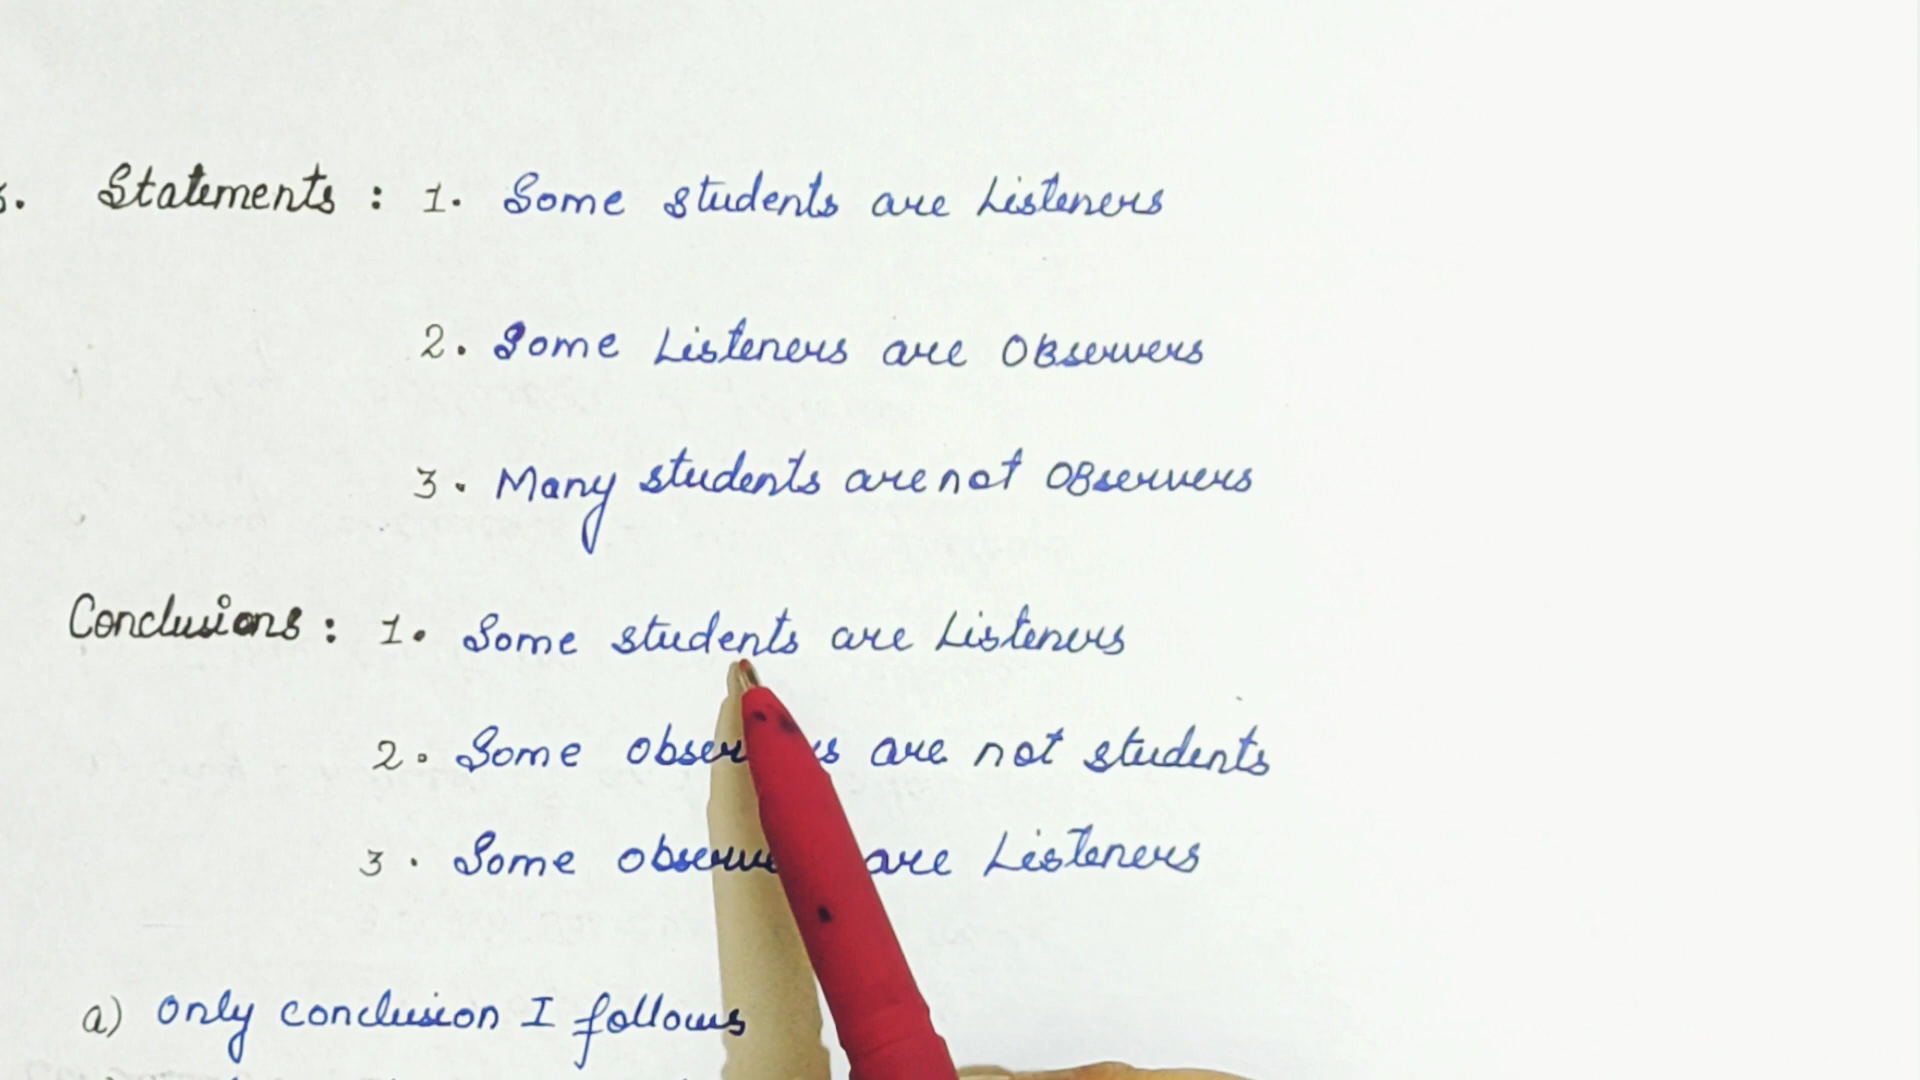 Statements : 1. Some students are Listeners
2. Some Listeners are Observers
3. Many students are not Observers
Conclusions : 1. Some students are Listeners
2. Some are not students
3. Some are Listeners
a) Only conclusion I follows